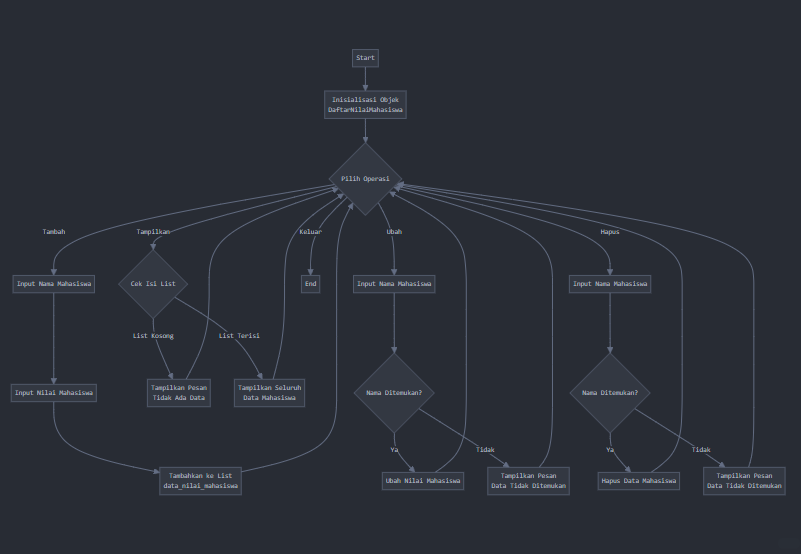 Start
Inisialisasi Objek
DaftarNilaiMahasiswa
Pilih Operasi
Tambah
Tampilkan
Keluar
Ubah
Hapus
Input Nama Mahasiswa
Cek Isi List
End
Input Nama Mahasiswa
Input Nama Mahasiswa
List Kosong
List Terisi
Input Nilai Mahasiswa
Tampilkan Pesan
Tidak Ada Data
Tampilkan Seluruh
Data Mahasiswa
Nama Ditemukan?
Nama Ditemukan?
Ya
Tidak
Ya
Tidak
Tambahkan ke List
data_nilai_mahasiswa
Ubah Nilai Mahasiswa
Tampilkan Pesan
Data Tidak Ditemukan
Hapus Data Mahasiswa
Tampilkan Pesan
Data Tidak Ditemukan